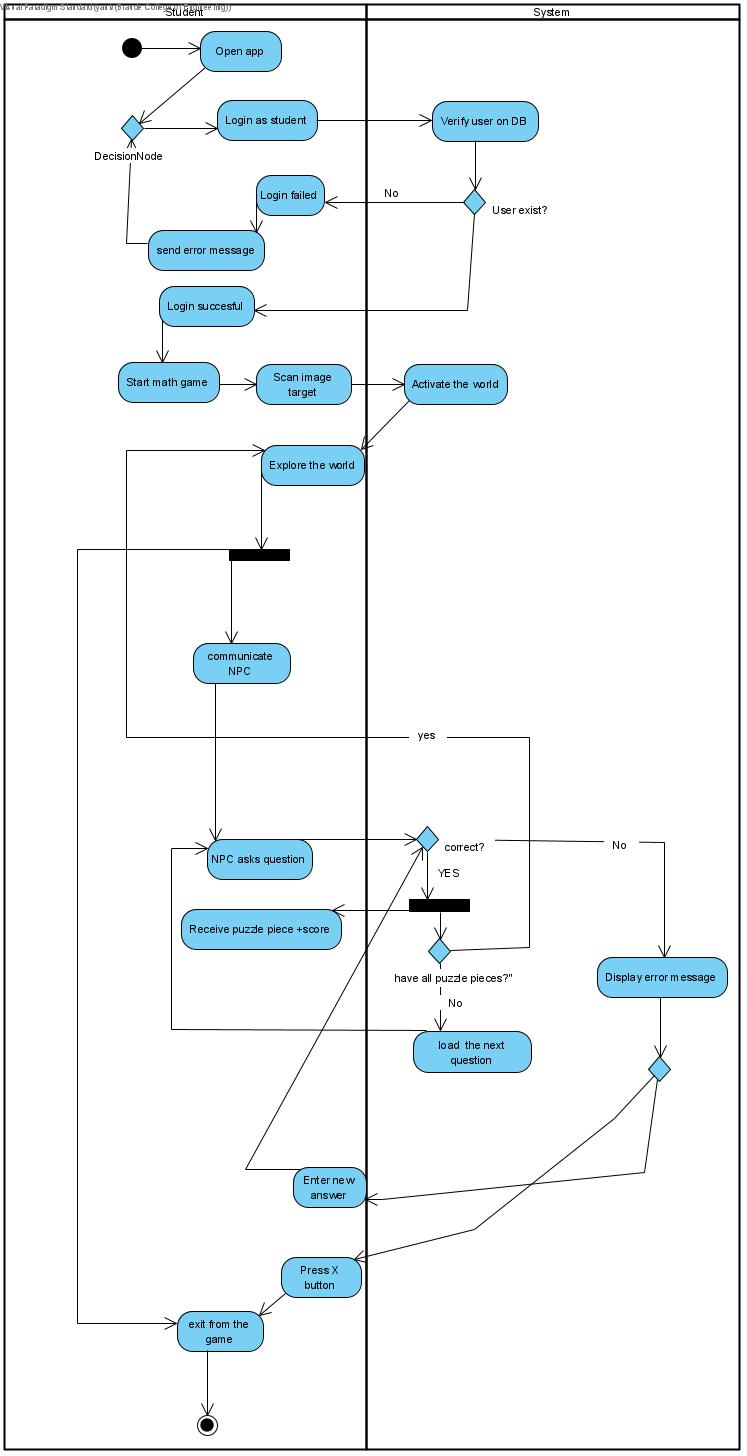 Student
System
Open app
Login as student
Verify user on DB
DecisionNode
Login failed
No
User exist?
send error message
Login succesful
Start math game
Scan image
target
Activate the world
Explore the world
communicate
NPC
yes
NPC asks question
correct?
No
YES
Receive puzzle piece +score
have all puzzle pieces?"
Display error message
No
load the next
question
Enter new
answer
Press X
button
exit from the
game